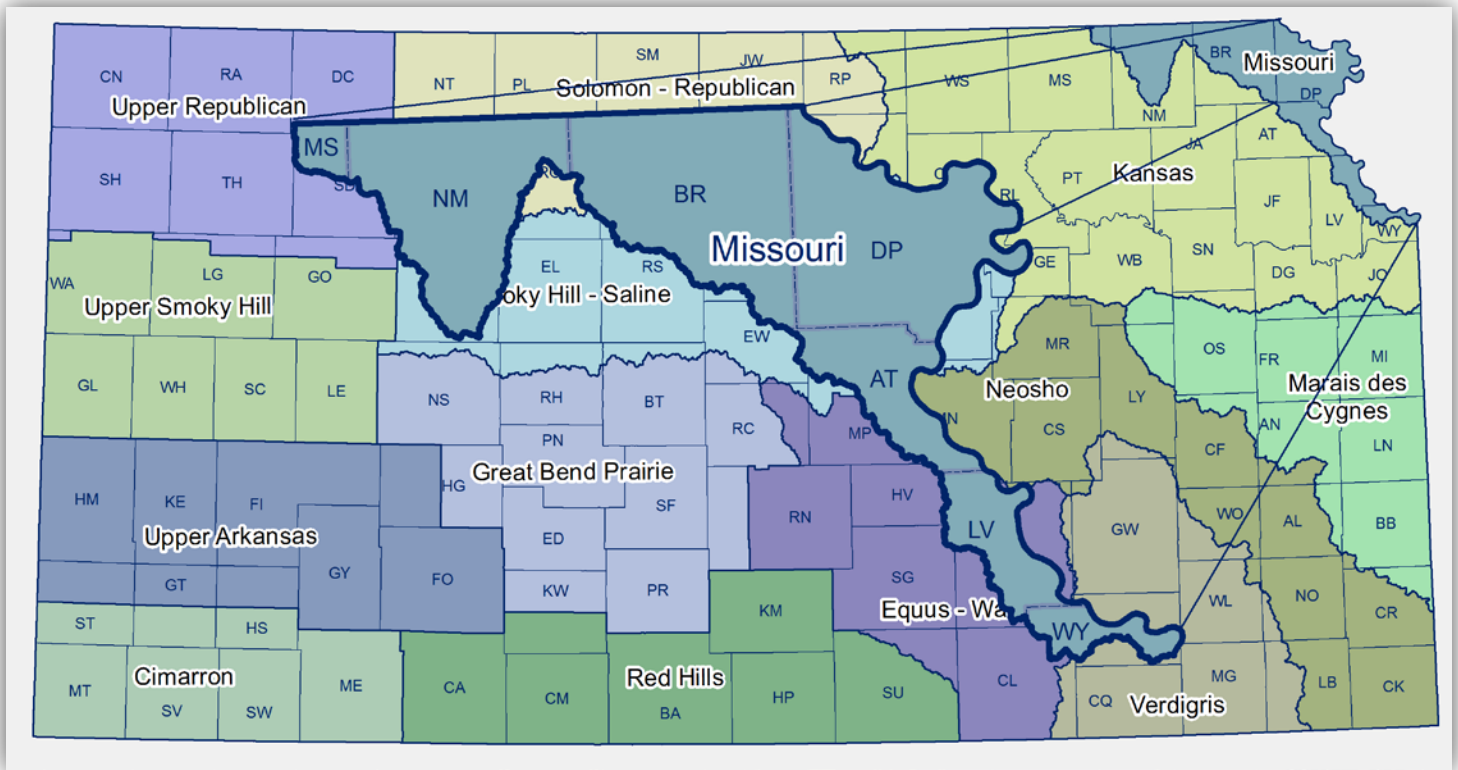 CN
RA
DC
Upper Republican
SH
TH
SD
NT
PL
SM
JW
RP
Solomon - Republican
WS
MS
NM
BR
Missouri
DP
JA
AT
PT
Kansas
RL
JF
LV
WY
GE
WB
SN
DG
JO
MS
NM
BR
DP
Missouri
AT
LV
WY
WA
LG
GO
Upper Smoky Hill
GL
WH
SC
LE
EL
RS
oky Hill - Saline
EW
NS
RH
BT
PN
RC
HG
Great Bend Prairie
SF
ED
KW
PR
MP
HV
RN
SG
Equus - Wa
CL
MR
Neosho
LY
CS
CF
WO
AL
NO
CR
LB
CK
OS
FR
MI
Marais des
Cygnes
AN
LN
BB
GW
WL
MG
CQ
Verdigris
HM
KE
FI
Upper Arkansas
GT
GY
FO
ST
HS
Cimarron
MT
SV
SW
ME
CA
CM
Red Hills
BA
KM
HP
SU